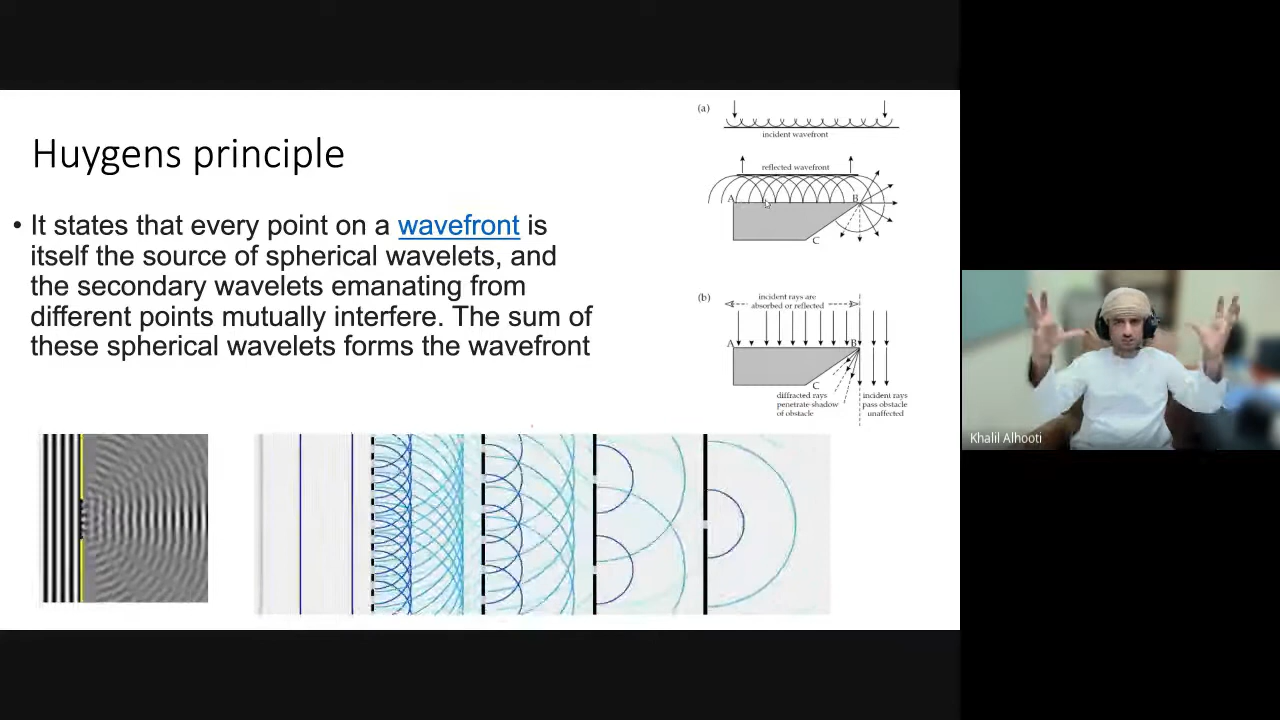 Huygens principle
• It states that every point on a wavefront is
itself the source of spherical wavelets, and
the secondary wavelets emanating from
different points mutually interfere. The sum of
these spherical wavelets forms the wavefront
(a)
incident wavefront
reflected wavefront
A
B
C
(b)
incident rays are
absorbed or reflected
A
B
C
diffracted rays
penetrate shadow
of obstacle
incident rays
pass obstacle
unaffected
Khalil Alhooti